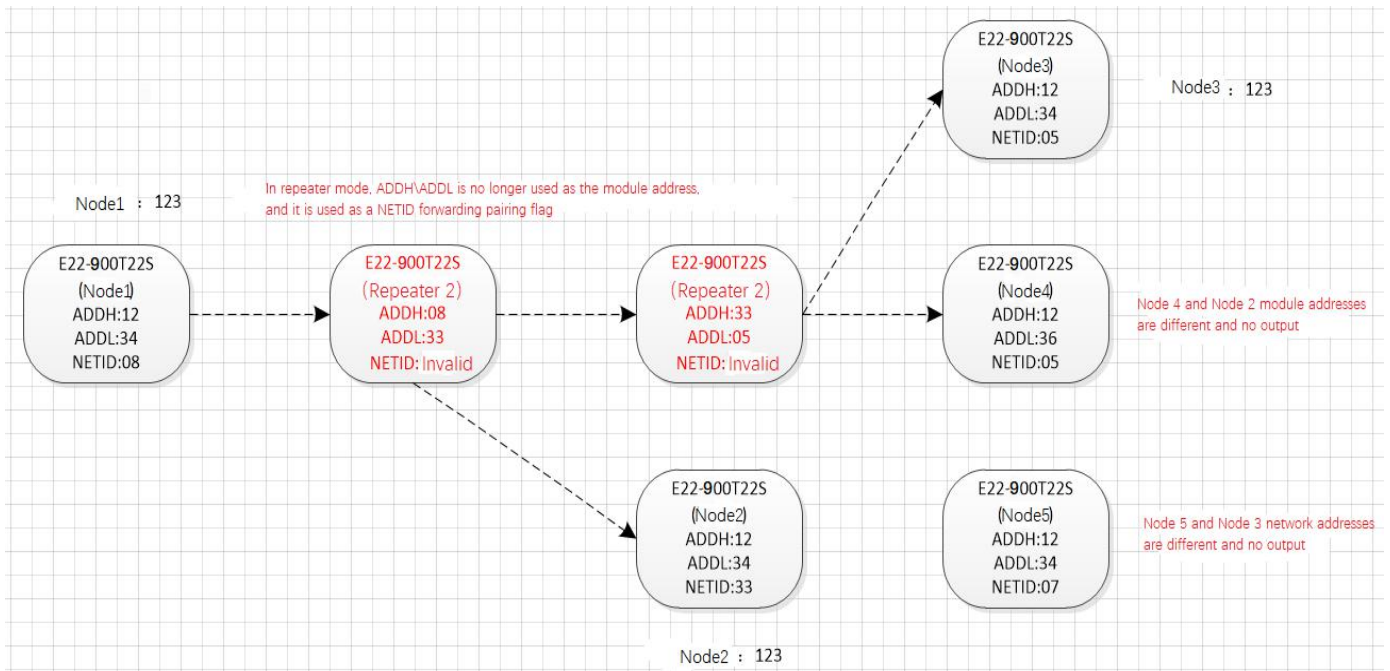 E22-900T22S
(Node3)
ADDH:12
ADDL:34
NETID:05
Node3 : 123
Node1 : 123
In repeater mode, ADDH\ADDL is no longer used as the module address,
and it is used as a NETID forwarding pairing flag
E22-900T22S
(Node1)
ADDH:12
ADDL:34
NETID:08
E22-900T22S
(Repeater 2)
ADDH:08
ADDL:33
NETID: Invalid
E22-900T22S
(Repeater 2)
ADDH:33
ADDL:05
NETID: Invalid
E22-900T22S
(Node4)
ADDH:12
ADDL:36
NETID:05
Node 4 and Node 2 module addresses
are different and no output
E22-900T22S
(Node2)
ADDH:12
ADDL:34
NETID:33
E22-900T22S
(Node5)
ADDH:12
ADDL:34
NETID:07
Node 5 and Node 3 network addresses
are different and no output
Node2 : 123